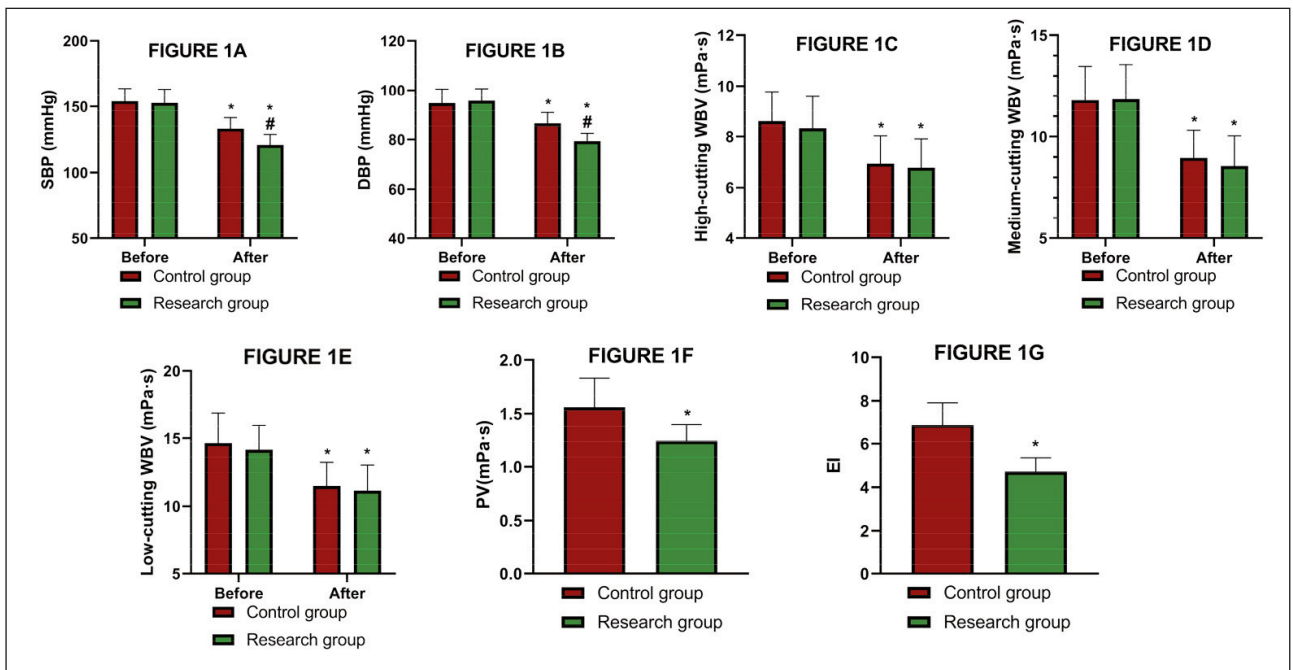 FIGURE 1A
SBP (mmHg)
200
150
100
50
*
*
#
Before
After
Control group
Research group
FIGURE 1B
DBP (mmHg)
100
80
60
40
*
*
#
Before
After
Control group
Research group
FIGURE 1C
High-cutting WBV (mPa·s)
10
8
6
4
*
*
Before
After
Control group
Research group
FIGURE 1D
Medium-cutting WBV (mPa·s)
15
10
5
*
*
Before
After
Control group
Research group
FIGURE 1E
Low-cutting WBV (mPa·s)
20
15
10
5
*
*
Before
After
Control group
Research group
FIGURE 1F
PV(mPa·s)
2.0
1.5
1.0
0.5
0.0
*
Control group
Research group
FIGURE 1G
EI
10
8
6
4
2
0
*
Control group
Research group